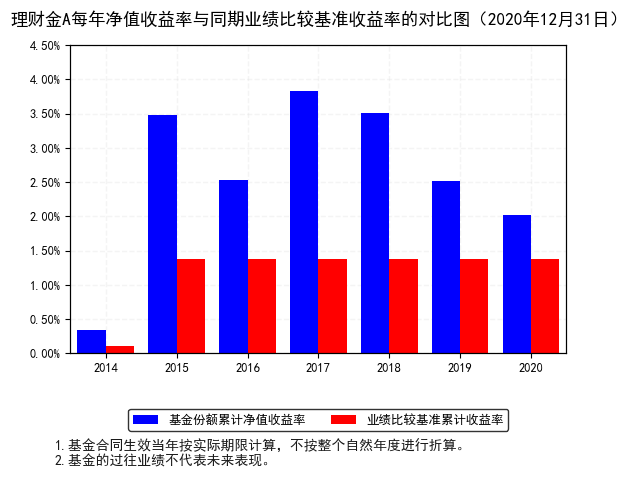 理财金A每年净值收益率与同期业绩比较基准收益率的对比图（2020年12月31日）
4.50%
4.00%
3.50%
3.00%
2.50%
2.00%
1.50%
1.00%
0.50%
0.00%
2014 2015 2016 2017 2018 2019 2020
基金份额累计净值收益率 业绩比较基准累计收益率
1.基金合同生效当年按实际期限计算，不按整个自然年度进行折算。
2.基金的过往业绩不代表未来表现。